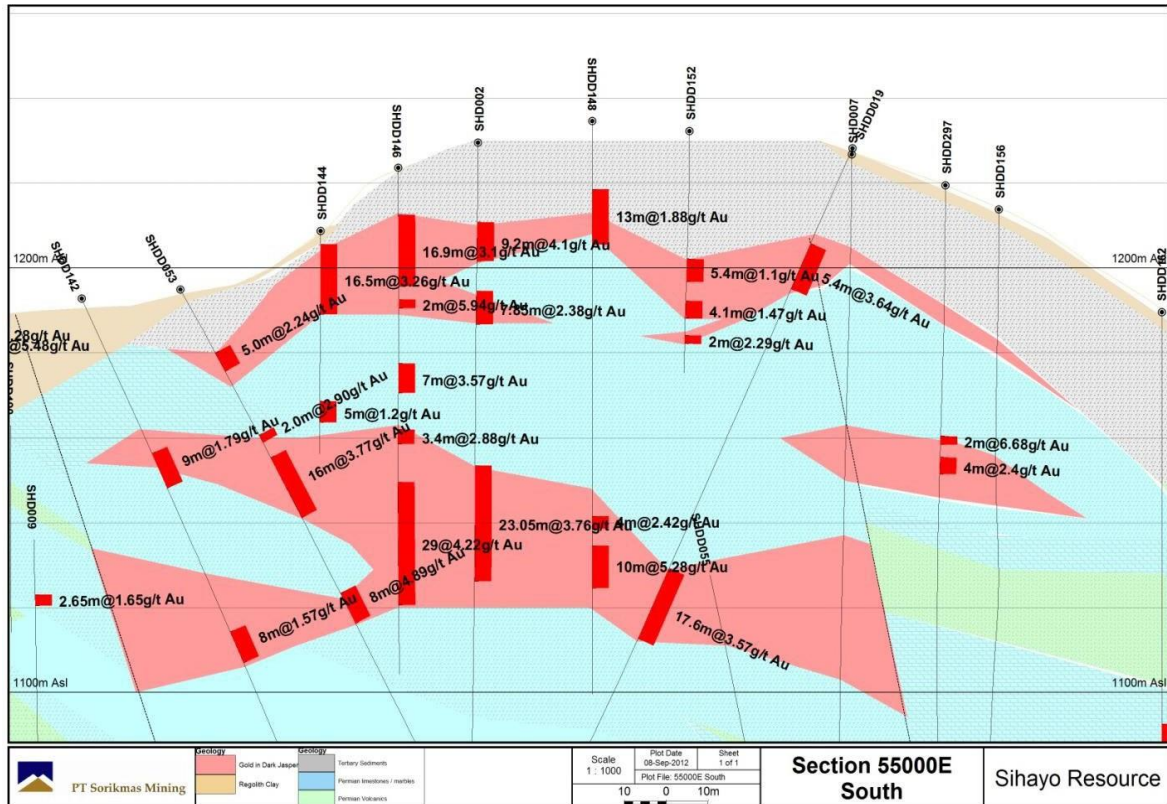 SHDD142
SHDD053
SHDD144
SHDD146
SHD002
SHDD148
SHDD152
SHD007
SHDD019
SHDD297
SHDD156
1200m Asl
1200m Asl
13m@1.88g/t Au
16.9m@3.1g/t Au
9.2m@4.1g/t Au
16.5m@3.26g/t Au
2m@5.94g/t Au
7.85m@2.38g/t Au
5.4m@1.1g/t Au
5.4m@3.64g/t Au
4.1m@1.47g/t Au
2m@2.29g/t Au
.28g/t Au
@5.48g/t Au
5.0m@2.24g/t Au
7m@3.57g/t Au
2.0m@2.90g/t Au
5m@1.2g/t Au
3.4m@2.88g/t Au
9m@1.79g/t Au
16m@3.77g/t Au
2m@6.68g/t Au
4m@2.4g/t Au
SHD009
23.05m@3.76g/t Au
4m@2.42g/t Au
29@4.22g/t Au
10m@5.28g/t Au
8m@4.89g/t Au
2.65m@1.65g/t Au
8m@1.57g/t Au
17.6m@3.57g/t Au
1100m Asl
1100m Asl
PT Sorikmas Mining
Geology
Gold in Dark Jasper
Regolith Clay
Geology
Tertiary Sediments
Permian limestones / marbles
Permian Volcanics
Scale
1 : 1000
Plot Date
08-Sep-2012
Sheet
1 of 1
Plot File: 55000E South
10 0 10m
Section 55000E
South
Sihayo Resource